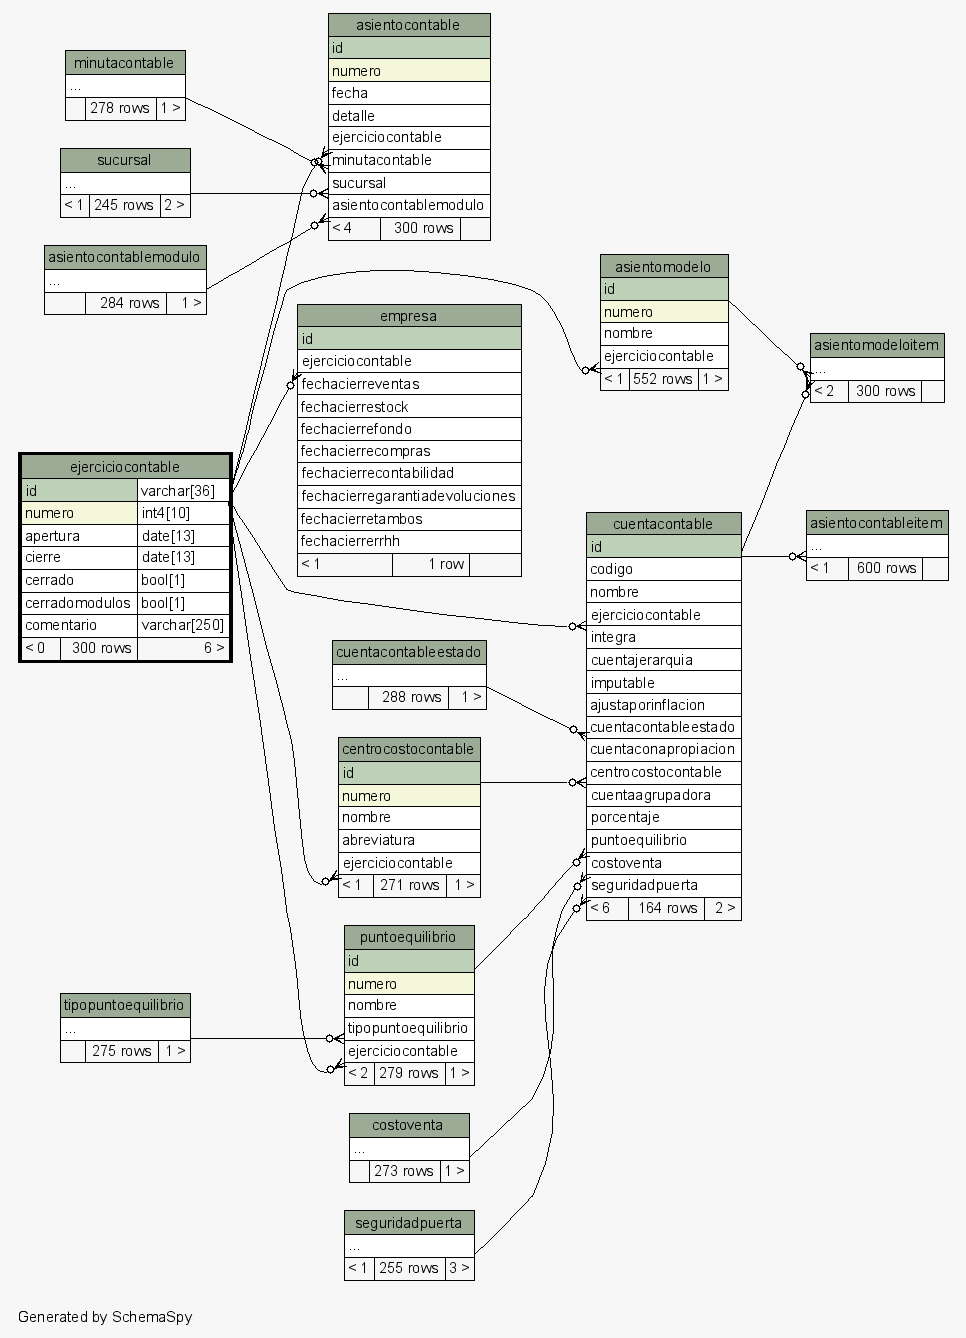 asientocontable
id
numero
fecha
detalle
ejerciciocontable
minutacontable
sucursal
asientocontablemodulo
< 4 300 rows
minutacontable
...
278 rows 1 >
sucursal
...
< 1 245 rows 2 >
asientocontablemodulo
...
284 rows 1 >
asientomodelo
id
numero
nombre
ejerciciocontable
< 1 552 rows 1 >
empresa
id
ejerciciocontable
fechacierreventas
fechacierrestock
fechacierrefondo
fechacierrecompras
fechacierrecontabilidad
fechacierregarantiadevoluciones
fechacierretambos
fechacierrerrhh
< 1 1 row
asientomodeloitem
...
< 2 300 rows
ejerciciocontable
id varchar[36]
numero int4[10]
apertura date[13]
cierre date[13]
cerrado bool[1]
cerradomodulos bool[1]
comentario varchar[250]
< 0 300 rows 6 >
cuentacontable
id
codigo
nombre
ejerciciocontable
integra
cuentajerarquia
imputable
ajustaporinflacion
cuentacontableestado
cuentaconapropiacion
centrocostocontable
cuentaagrupadora
porcentaje
puntoequilibrio
costoventa
seguridadpuerta
< 6 164 rows 2 >
asientocontableitem
...
< 1 600 rows
cuentacontableestado
...
288 rows 1 >
centrocostocontable
id
numero
nombre
abreviatura
ejerciciocontable
< 1 271 rows 1 >
puntoequilibrio
id
numero
nombre
tipopuntoequilibrio
ejerciciocontable
< 2 279 rows 1 >
tipopuntoequilibrio
...
275 rows 1 >
costoventa
...
273 rows 1 >
seguridadpuerta
...
< 1 255 rows 3 >
Generated by SchemaSpy